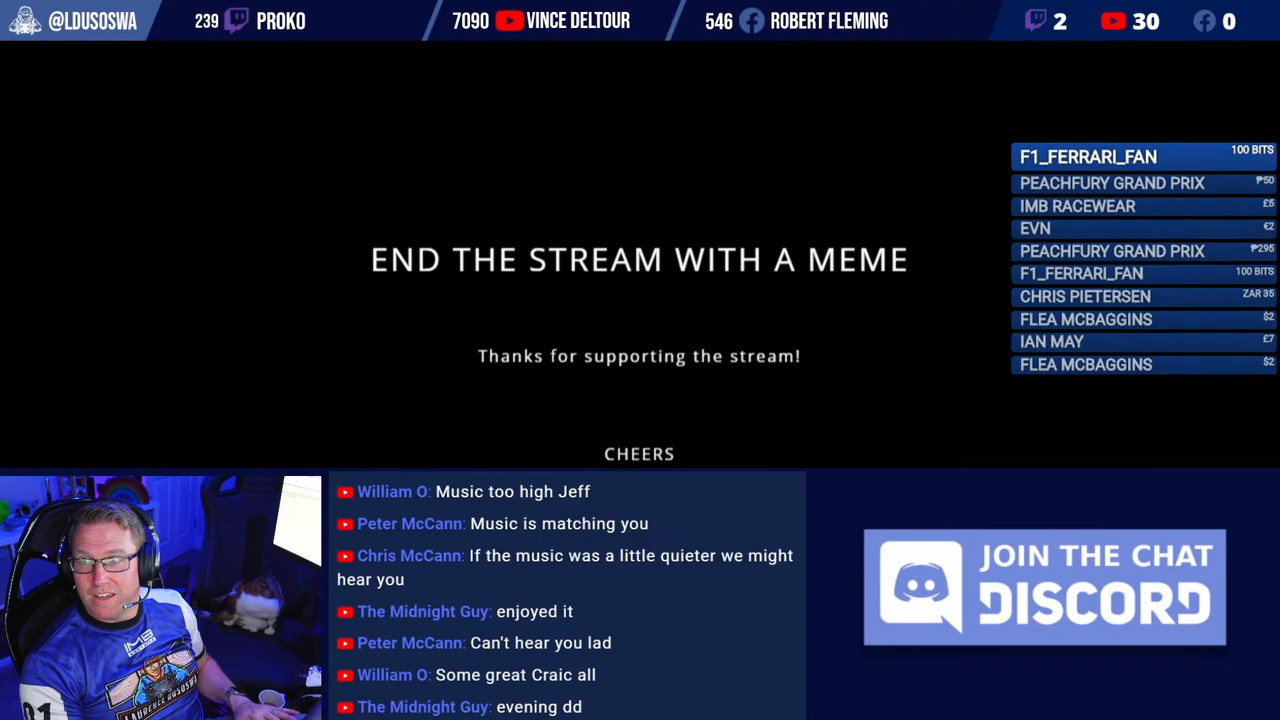 @LDUSOSWA
239 PROKO
7090 VINCE DELTOUR
546 ROBERT FLEMING
2
30
0
F1_FERRARI_FAN 100 BITS
PEACHFURY GRAND PRIX ₱50
IMB RACEWEAR £5
EVN €2
PEACHFURY GRAND PRIX ₱295
F1_FERRARI_FAN 100 BITS
CHRIS PIETERSEN ZAR 35
FLEA MCBAGGINS $2
IAN MAY £7
FLEA MCBAGGINS $2
END THE STREAM WITH A MEME
Thanks for supporting the stream!
CHEERS
William O: Music too high Jeff
Peter McCann: Music is matching you
Chris McCann: If the music was a little quieter we might
hear you
The Midnight Guy: enjoyed it
Peter McCann: Can't hear you lad
William O: Some great Craic all
The Midnight Guy: evening dd
JOIN THE CHAT
DISCORD
IMB